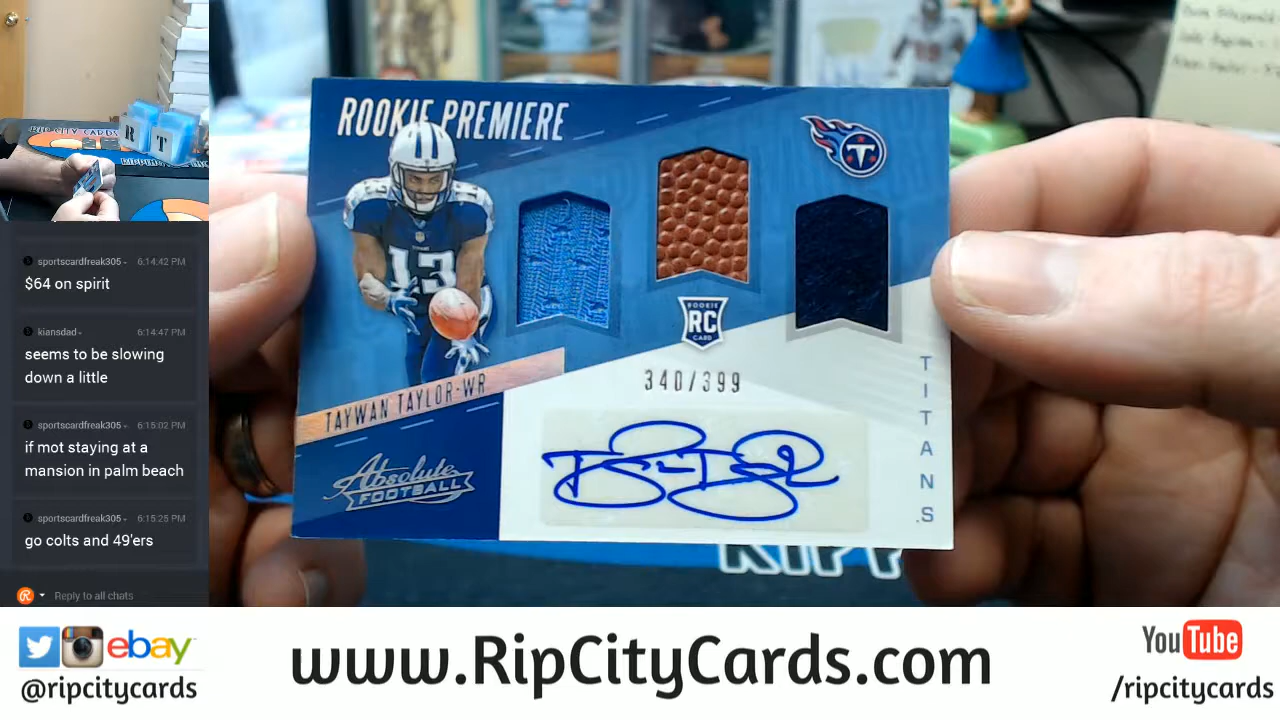 RIP CITY CARDS
R T
sportscardfreak305 - 6:14:42 PM
$64 on spirit
kiansdad - 6:14:47 PM
seems to be slowing
down a little
sportscardfreak305 - 6:15:02 PM
if mot staying at a
mansion in palm beach
sportscardfreak305 - 6:15:25 PM
go colts and 49'ers
Reply to all chats
ROOKIE PREMIERE
T
13
ROOKIE
RC
CARD
340/399
TAYWAN TAYLOR-WR
Absolute
FOOTBALL
TITANS
RIPP
ebay
@ripcitycards
www.RipCityCards.com
YouTube
/ripcitycards